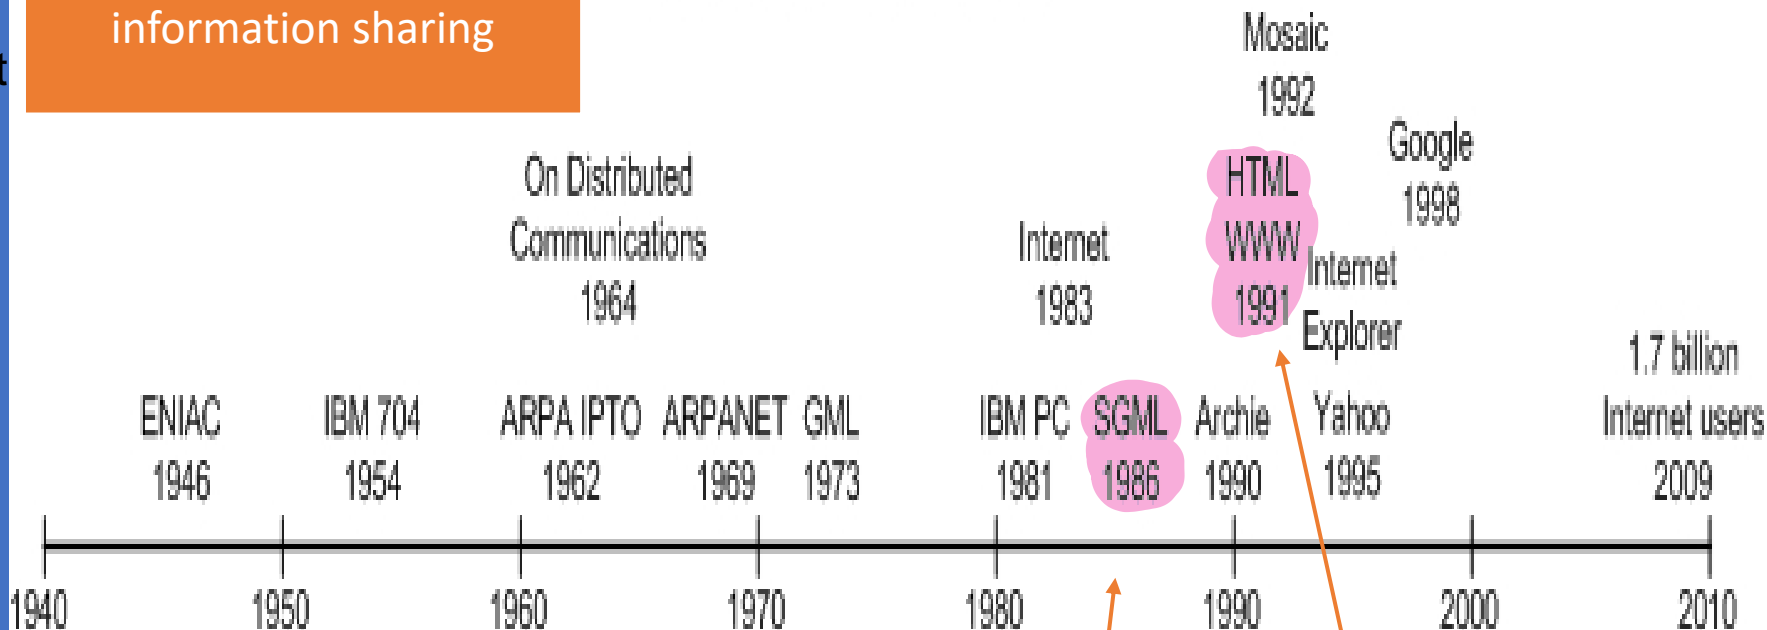 information sharing
t
Mosaic
1992
Google
1998
On Distributed
Communications
1964
Internet
1983
HTML
WWW
1991
Internet
Explorer
Yahoo
1995
1.7 billion
Internet users
2009
ENIAC
1946
IBM 704
1954
ARPA IPTO
1962
ARPANET
1969
GML
1973
IBM PC
1981
SGML
1986
Archie
1990
1940
1950
1960
1970
1980
1990
2000
2010